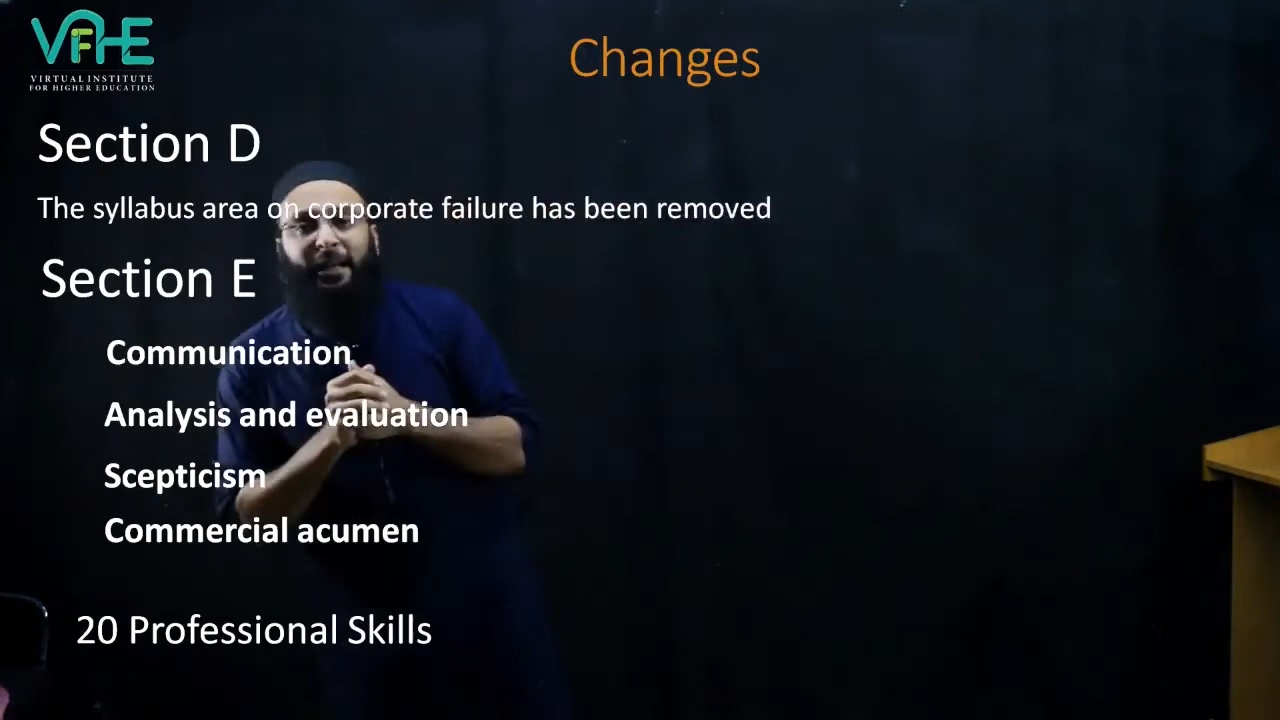 VIFHE
VIRTUAL INSTITUTE
FOR HIGHER EDUCATION
Changes
Section D
The syllabus area on corporate failure has been removed
Section E
Communication
Analysis and evaluation
Scepticism
Commercial acumen
20 Professional Skills